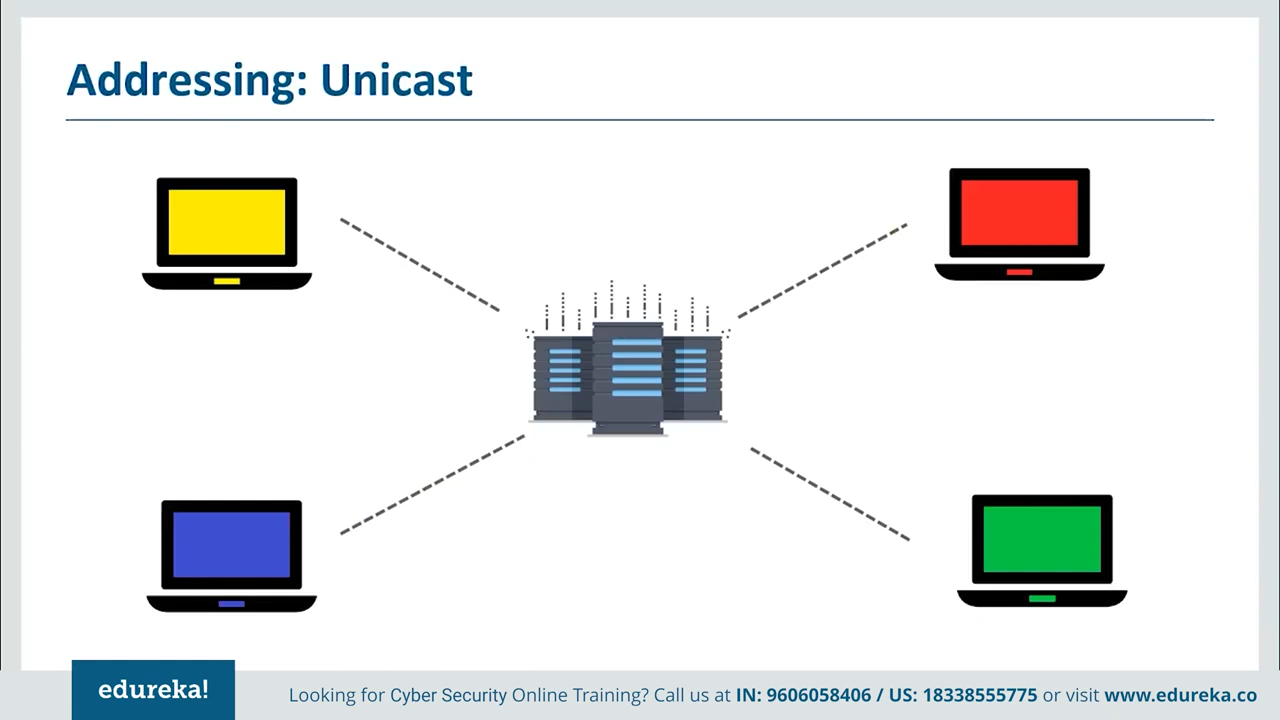 Addressing: Unicast
edureka!
Looking for Cyber Security Online Training? Call us at IN: 9606058406 / US: 18338555775 or visit www.edureka.co